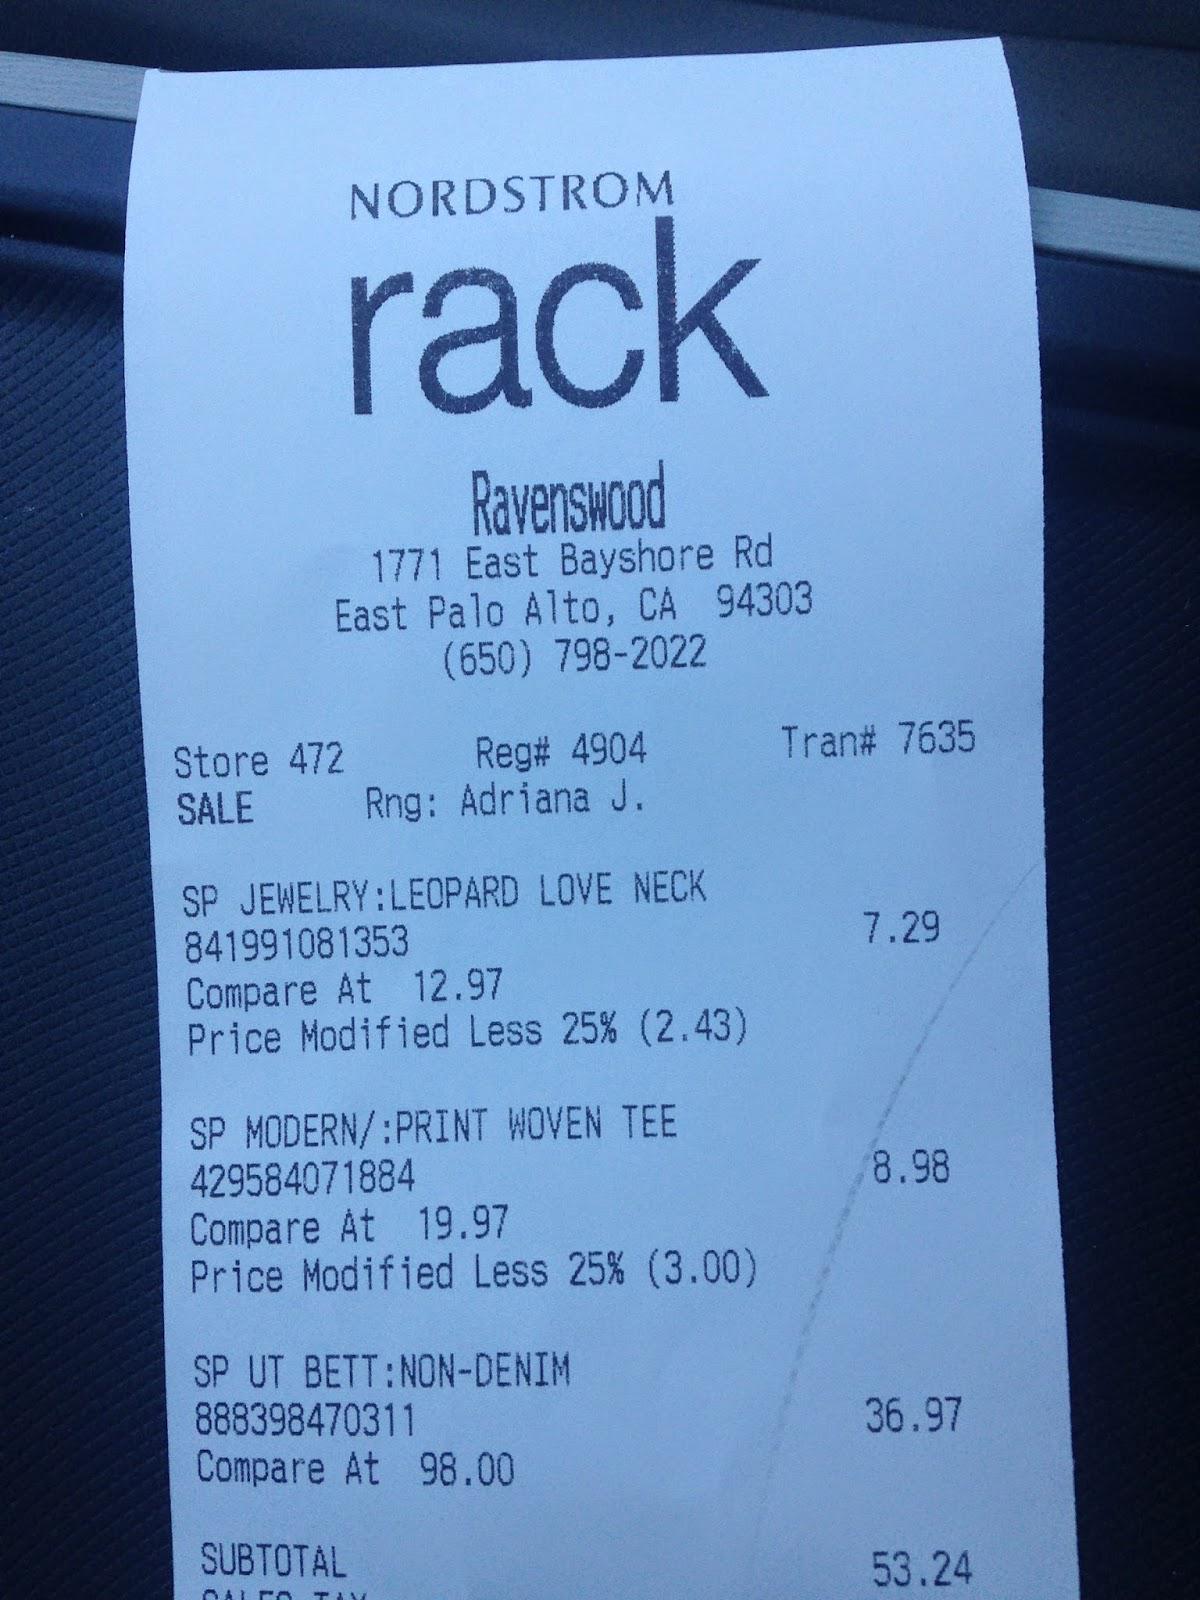 NORDSTROM
rack
Ravenswood
1771 East Bayshore Rd
East Palo Alto, CA 94303
(650) 798-2022
Store 472 Reg# 4904 Tran# 7635
SALE Rng: Adriana J.
SP JEWELRY:LEOPARD LOVE NECK
841991081353 7.29
Compare At 12.97
Price Modified Less 25% (2.43)
SP MODERN/:PRINT WOVEN TEE
429584071884 8.98
Compare At 19.97
Price Modified Less 25% (3.00)
SP UT BETT:NON-DENIM
888398470311 36.97
Compare At 98.00
SUBTOTAL 53.24
SALES TAX